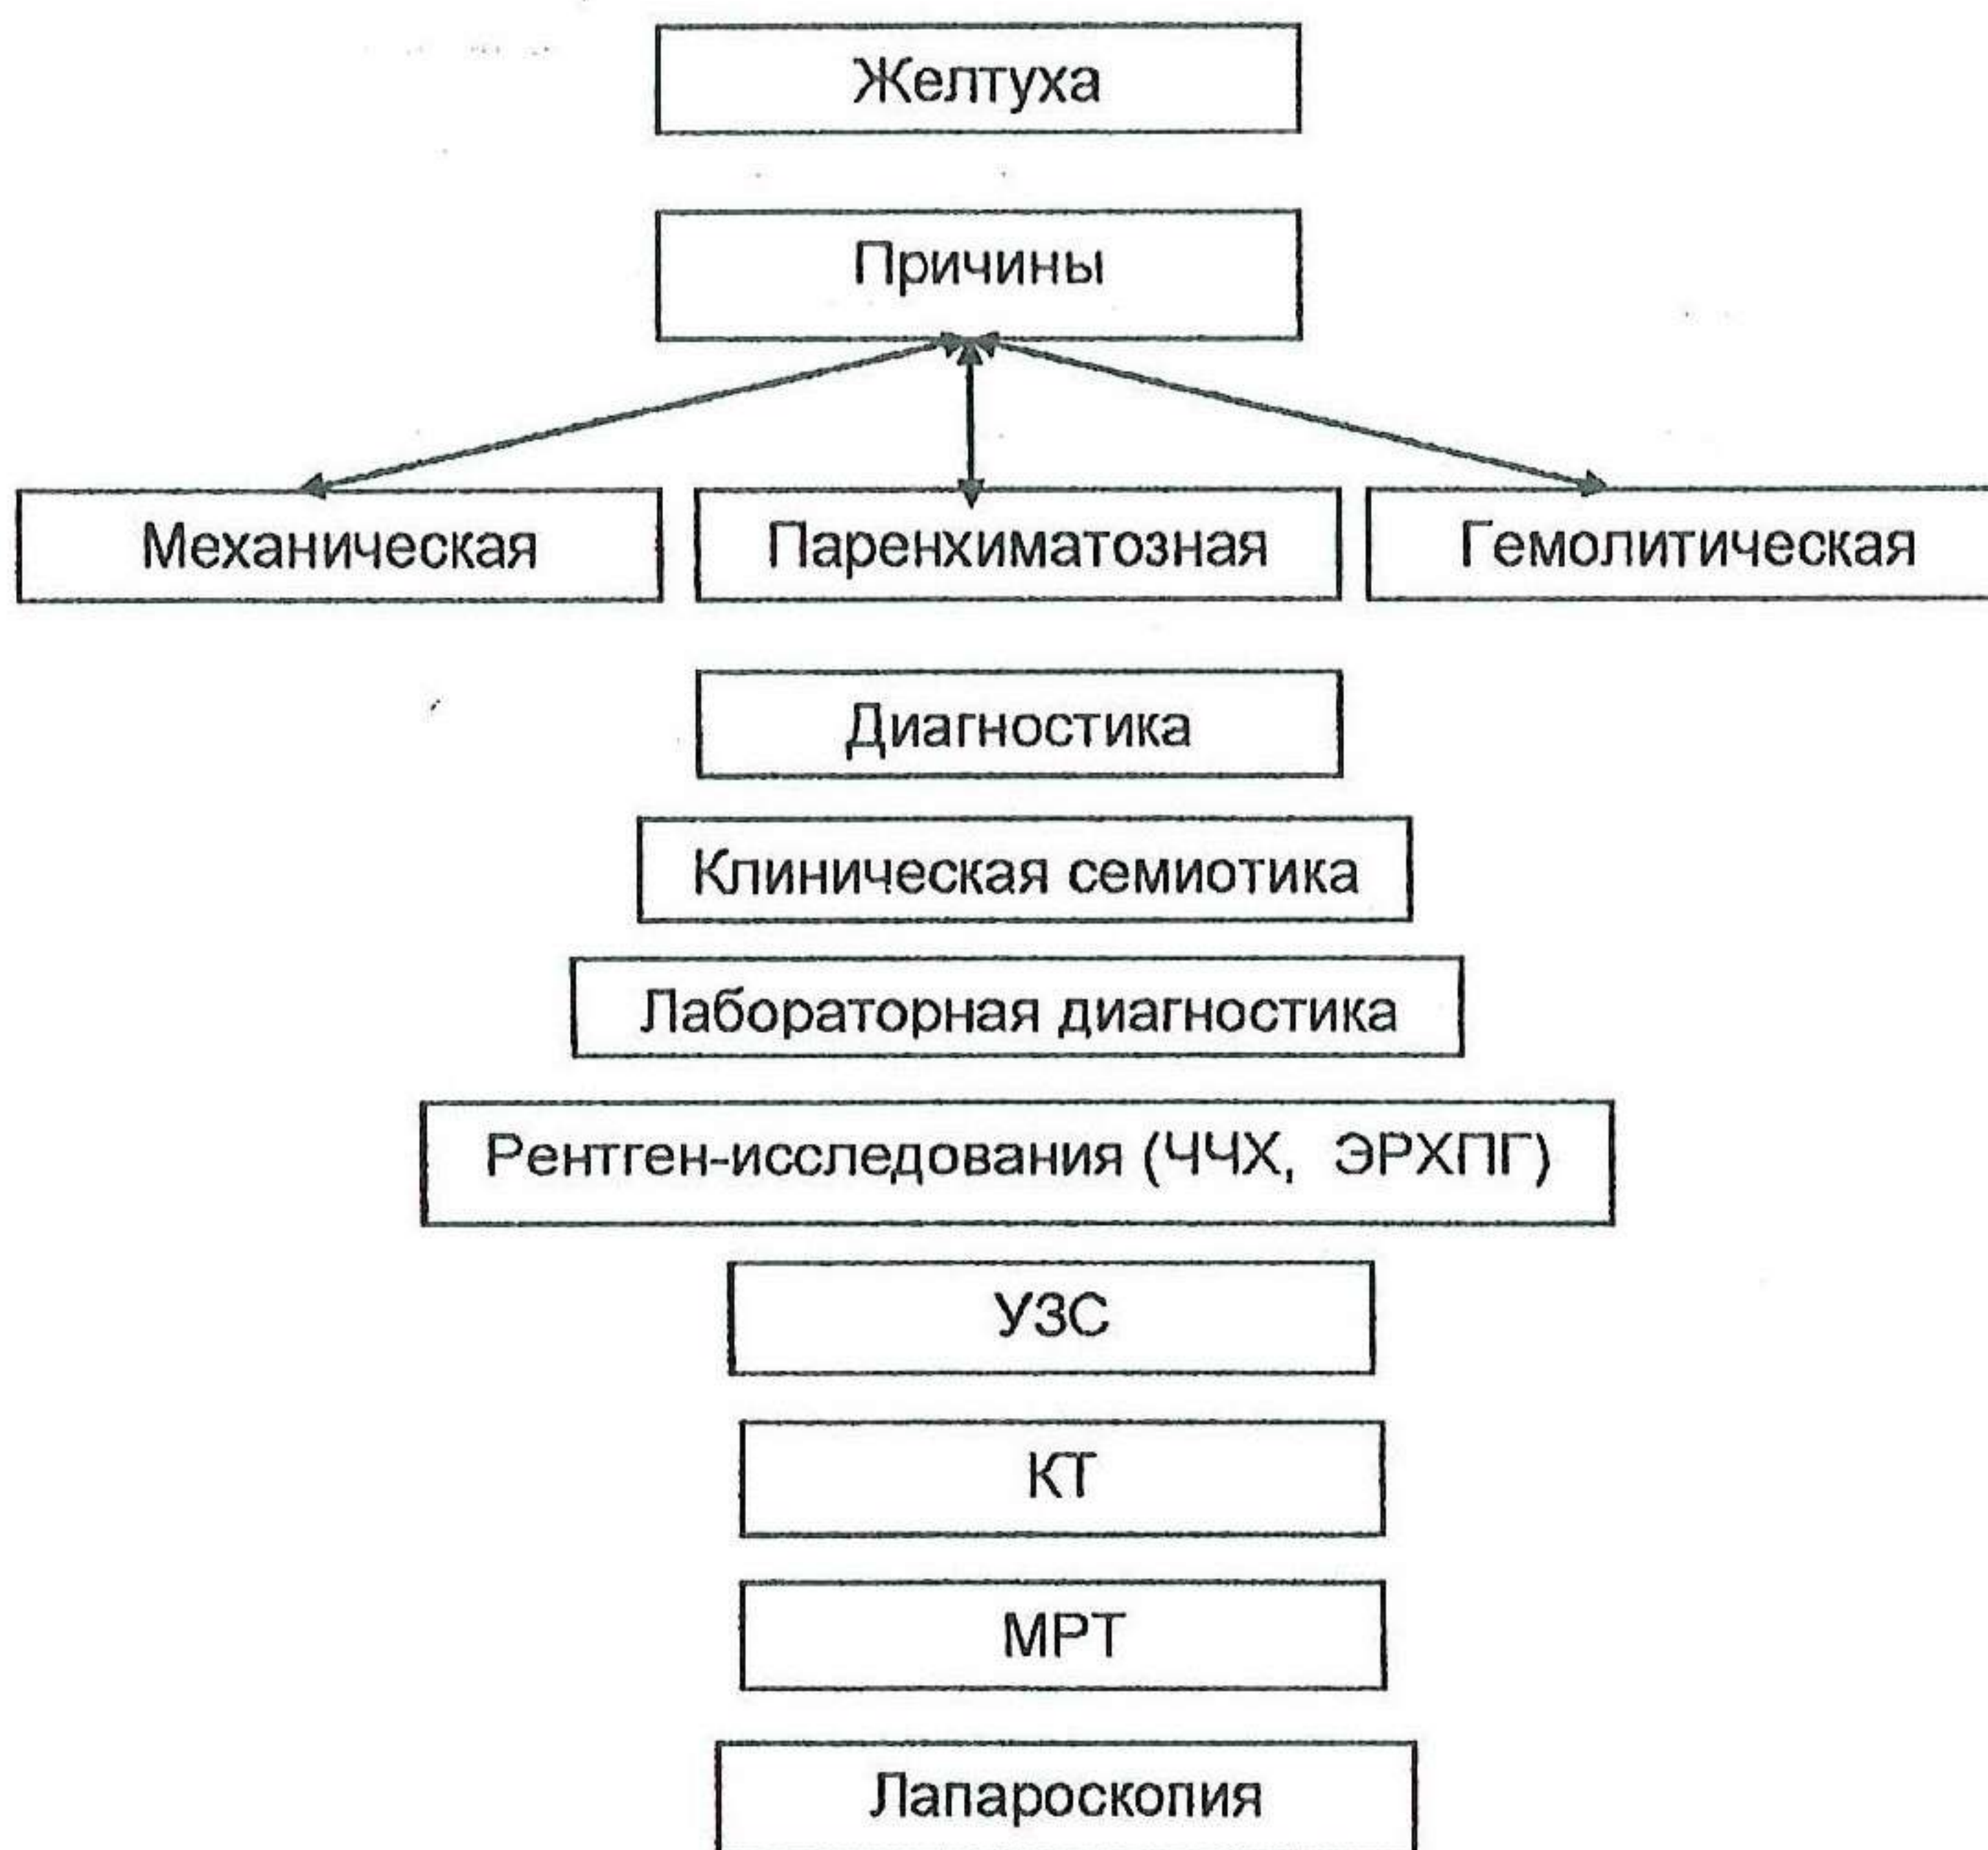 Желтуха
Причины
Механическая
Паренхиматозная
Гемолитическая
Диагностика
Клиническая семиотика
Лабораторная диагностика
Рентген-исследования (ЧЧХ, ЭРХПГ)
УЗС
КТ
МРТ
Лапароскопия